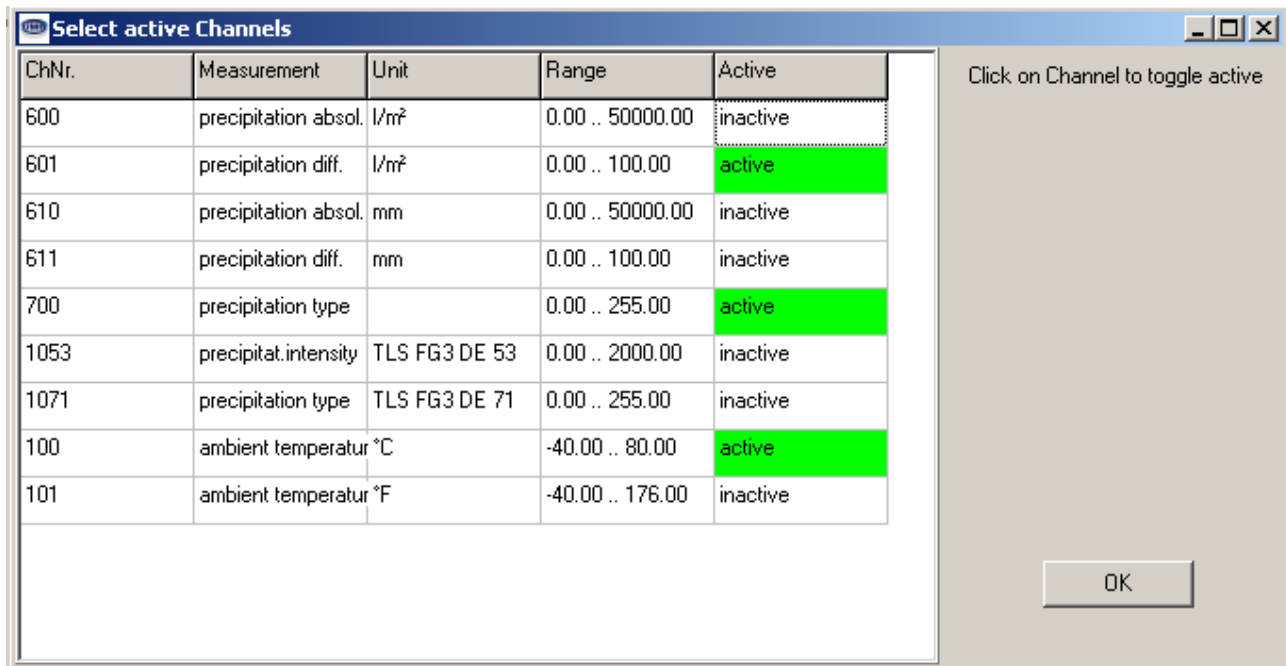 Select active Channels
ChNr. Measurement Unit Range Active
Click on Channel to toggle active
600 precipitation absol. l/m² 0.00 .. 50000.00 inactive
601 precipitation diff. l/m² 0.00 .. 100.00 active
610 precipitation absol. mm 0.00 .. 50000.00 inactive
611 precipitation diff. mm 0.00 .. 100.00 inactive
700 precipitation type 0.00 .. 255.00 active
1053 precipitat.intensity TLS FG3 DE 53 0.00 .. 2000.00 inactive
1071 precipitation type TLS FG3 DE 71 0.00 .. 255.00 inactive
100 ambient temperatur °C -40.00 .. 80.00 active
101 ambient temperatur °F -40.00 .. 176.00 inactive
OK